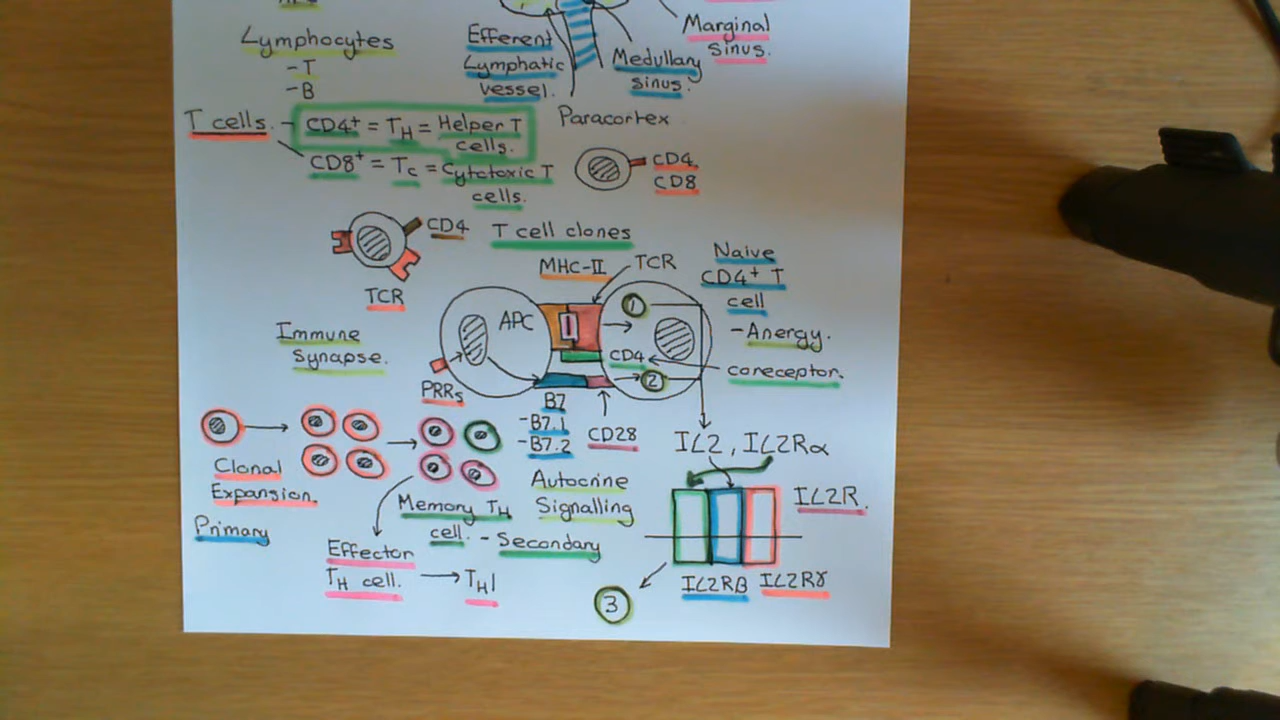 Lymphocytes
-T
-B
Efferent
Lymphatic
vessel.
Medullary
sinus.
Marginal
sinus.
T cells. - CD4+ = TH = Helper T
cells.
CD8+ = Tc = Cytotoxic T
cells.
Paracortex
CD4
CD8
CD4
TCR
T cell clones
MHC-II
TCR
Naive
CD4+ T
cell
-Anergy.
coreceptor.
APC
1
CD4
2
Immune
Synapse.
PRRs
B7
-B7.1
-B7.2
CD28
IL2, IL2Rα
IL2R.
IL2Rβ
IL2Rγ
3
Autocrine
Signalling
Clonal
Expansion.
Primary
Memory TH
cell. - Secondary
Effector
TH cell.
TH1